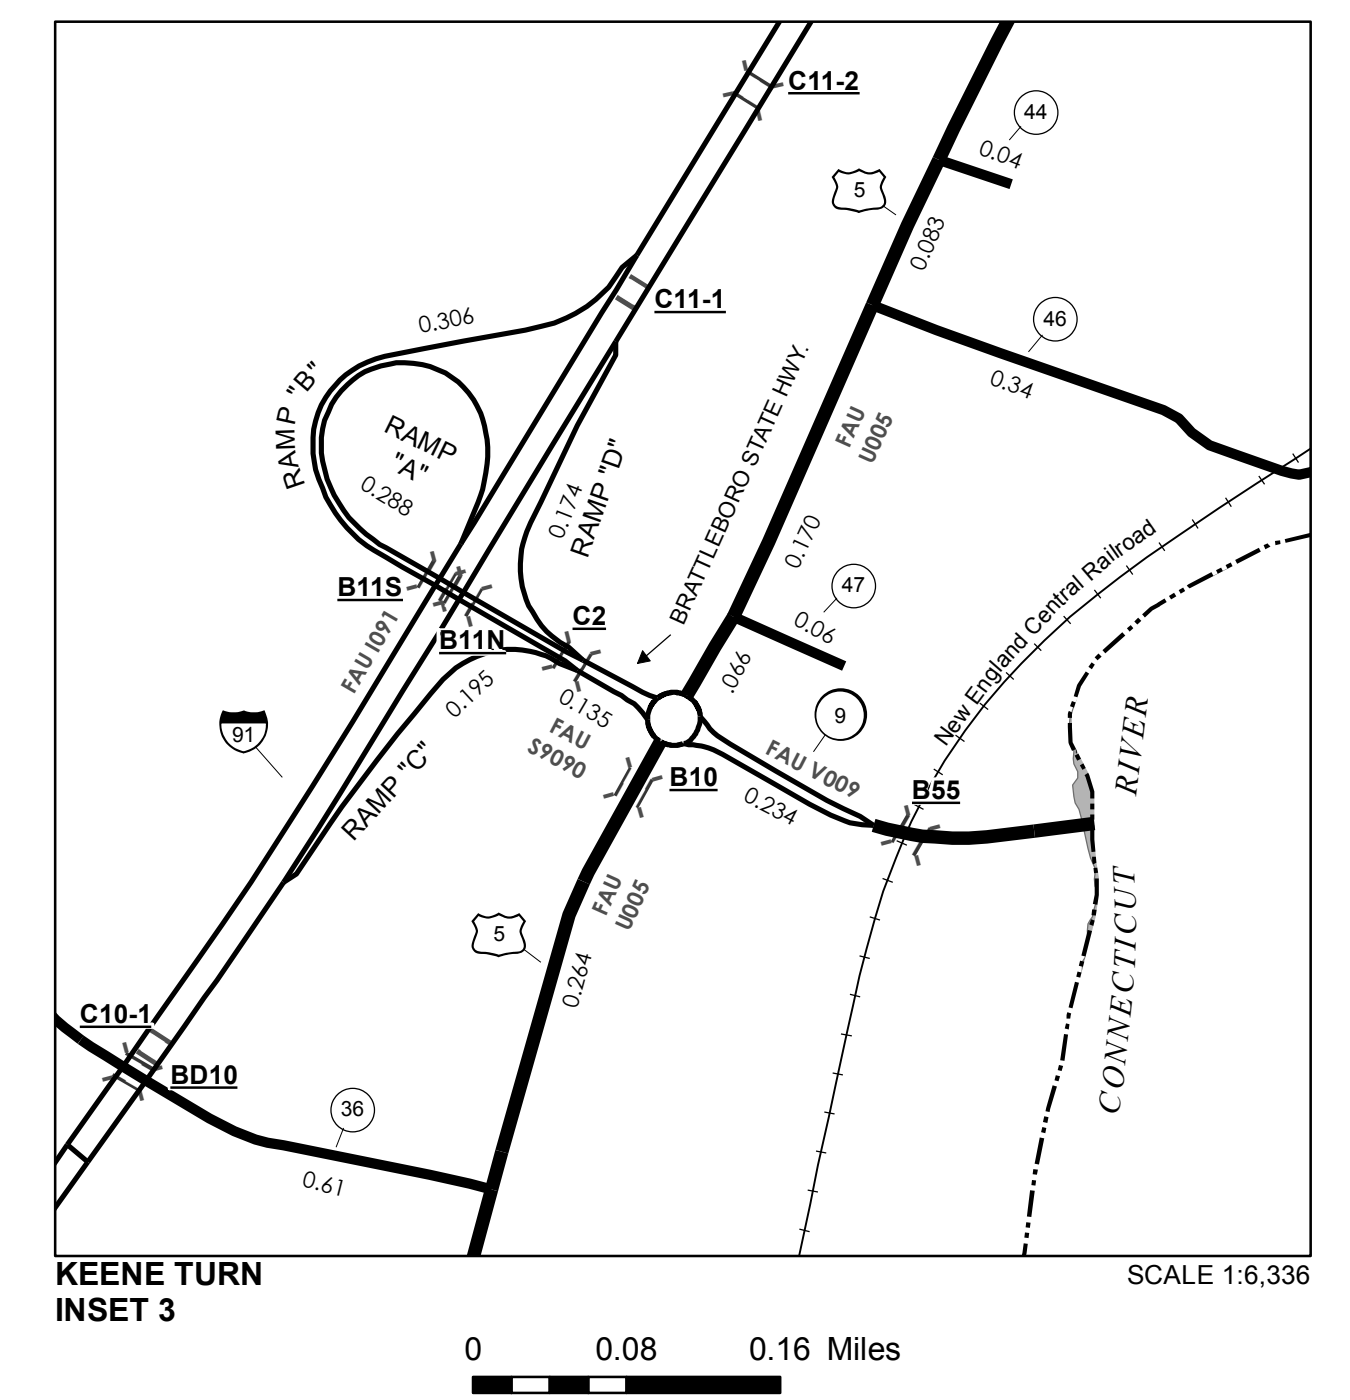 C11-2
44
0.04
5
0.083
C11-1
46
0.306
0.34
RAMP "B"
BRATTLEBORO STATE HWY.
FAU
U005
RAMP
"A"
0.288
0.174
RAMP "D"
0.170
New England Central Railroad
B11S
47
C2
0.06
FAU I091
B11N
.066
0.195
0.135
FAU
S9090
9
FAU V009
91
RAMP "C"
B10
0.234
B55
CONNECTICUT RIVER
FAU
U005
5
0.264
C10-1
BD10
36
0.61
KEENE TURN
INSET 3
SCALE 1:6,336
0 0.08 0.16 Miles